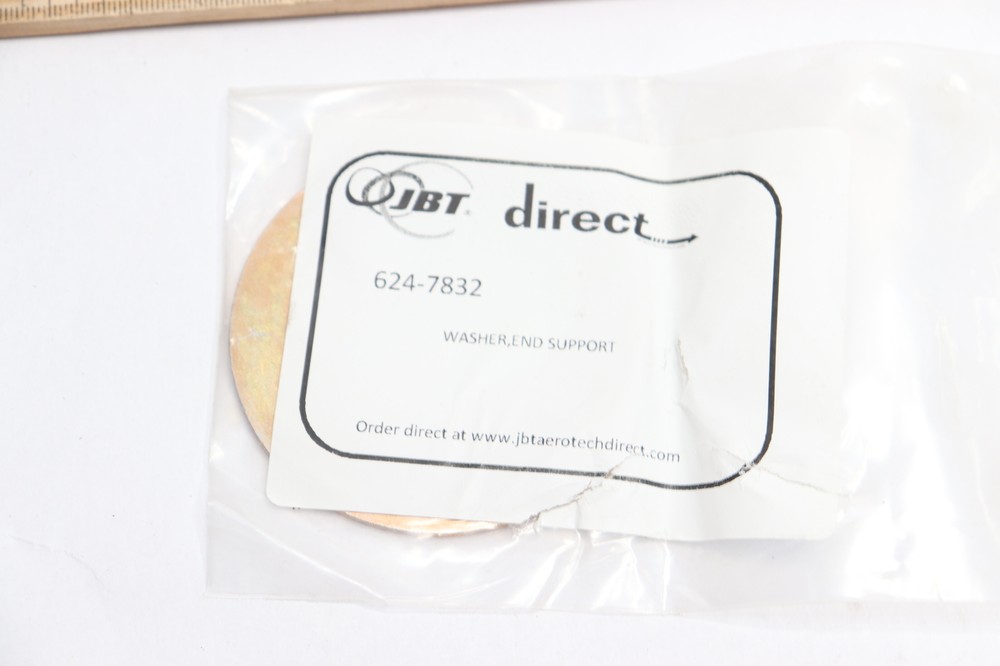 JBT direct
624-7832
WASHER,END SUPPORT
Order direct at www.jbtaerotechdirect.com